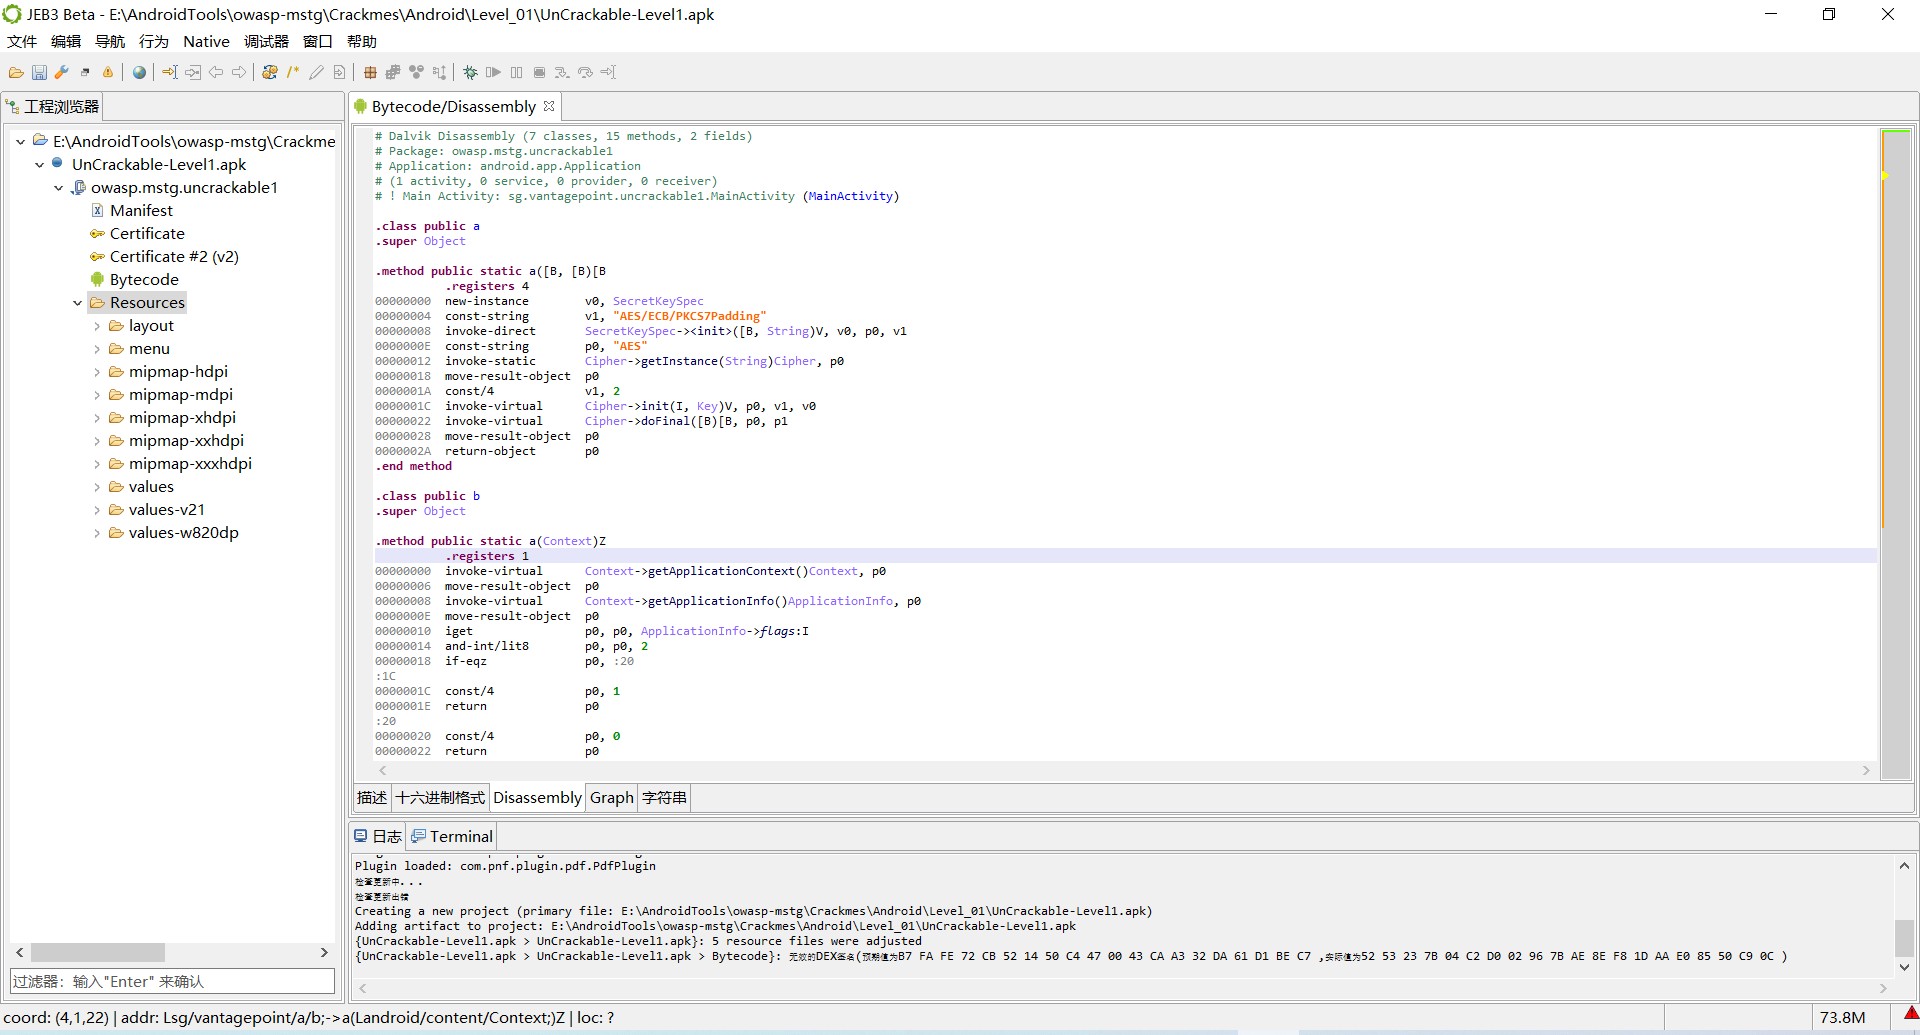 JEB3 Beta - E:\AndroidTools\owasp-mstg\Crackmes\Android\Level_01\UnCrackable-Level1.apk
文件 编辑 导航 行为 Native 调试器 窗口 帮助
工程浏览器
E:\AndroidTools\owasp-mstg\Crackme
UnCrackable-Level1.apk
owasp.mstg.uncrackable1
Manifest
Certificate
Certificate #2 (v2)
Bytecode
Resources
layout
menu
mipmap-hdpi
mipmap-mdpi
mipmap-xhdpi
mipmap-xxhdpi
mipmap-xxxhdpi
values
values-v21
values-w820dp
过滤器：输入"Enter" 来确认
Bytecode/Disassembly
# Dalvik Disassembly (7 classes, 15 methods, 2 fields)
# Package: owasp.mstg.uncrackable1
# Application: android.app.Application
# (1 activity, 0 service, 0 provider, 0 receiver)
# ! Main Activity: sg.vantagepoint.uncrackable1.MainActivity (MainActivity)
.class public a
.super Object
.method public static a([B, [B)[B
.registers 4
00000000 new-instance v0, SecretKeySpec
00000004 const-string v1, "AES/ECB/PKCS7Padding"
00000008 invoke-direct SecretKeySpec-><init>([B, String)V, v0, p0, v1
0000000E const-string p0, "AES"
00000012 invoke-static Cipher->getInstance(String)Cipher, p0
00000018 move-result-object p0
0000001A const/4 v1, 2
0000001C invoke-virtual Cipher->init(I, Key)V, p0, v1, v0
00000022 invoke-virtual Cipher->doFinal([B)[B, p0, p1
00000028 move-result-object p0
0000002A return-object p0
.end method
.class public b
.super Object
.method public static a(Context)Z
.registers 1
00000000 invoke-virtual Context->getApplicationContext()Context, p0
00000006 move-result-object p0
00000008 invoke-virtual Context->getApplicationInfo()ApplicationInfo, p0
0000000E move-result-object p0
00000010 iget p0, p0, ApplicationInfo->flags:I
00000014 and-int/lit8 p0, p0, 2
00000018 if-eqz p0, :20
:1C
0000001C const/4 p0, 1
0000001E return p0
:20
00000020 const/4 p0, 0
00000022 return p0
描述 十六进制格式 Disassembly Graph 字符串
日志 Terminal
Plugin loaded: com.pnf.plugin.pdf.PdfPlugin
检查更新中...
检查更新出错
Creating a new project (primary file: E:\AndroidTools\owasp-mstg\Crackmes\Android\Level_01\UnCrackable-Level1.apk)
Adding artifact to project: E:\AndroidTools\owasp-mstg\Crackmes\Android\Level_01\UnCrackable-Level1.apk
{UnCrackable-Level1.apk > UnCrackable-Level1.apk}: 5 resource files were adjusted
{UnCrackable-Level1.apk > UnCrackable-Level1.apk > Bytecode}: 无效的DEX签名(预期值为B7 FA FE 72 CB 52 14 50 C4 47 00 43 CA A3 32 DA 61 D1 BE C7 ,实际值为52 53 23 7B 04 C2 D0 02 96 7B AE 8E F8 1D AA E0 85 50 C9 0C )
coord: (4,1,22) | addr: Lsg/vantagepoint/a/b;->a(Landroid/content/Context;)Z | loc: ?
73.8M